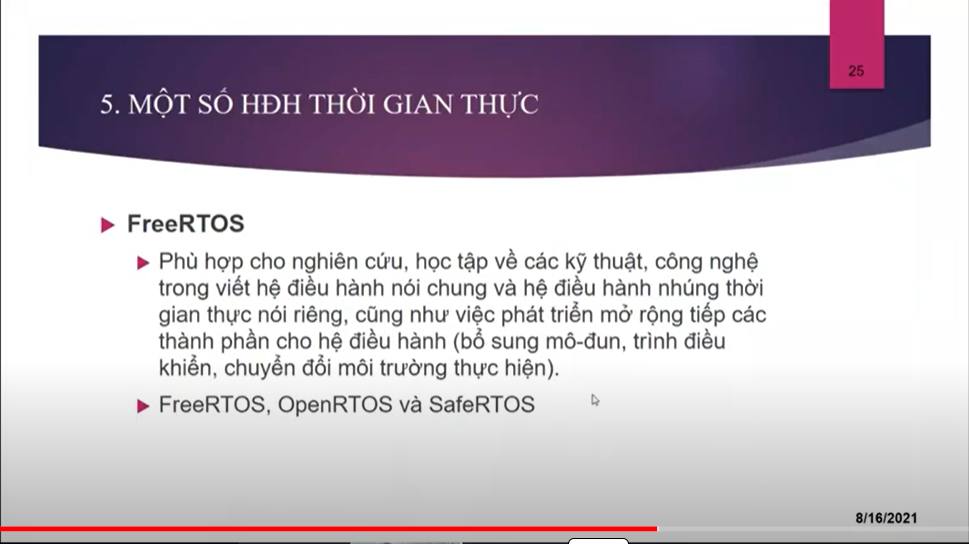 25
5. MỘT SỐ HĐH THỜI GIAN THỰC
FreeRTOS
Phù hợp cho nghiên cứu, học tập về các kỹ thuật, công nghệ
trong viết hệ điều hành nói chung và hệ điều hành nhúng thời
gian thực nói riêng, cũng như việc phát triển mở rộng tiếp các
thành phần cho hệ điều hành (bổ sung mô-đun, trình điều
khiển, chuyển đổi môi trường thực hiện).
FreeRTOS, OpenRTOS và SafeRTOS
8/16/2021